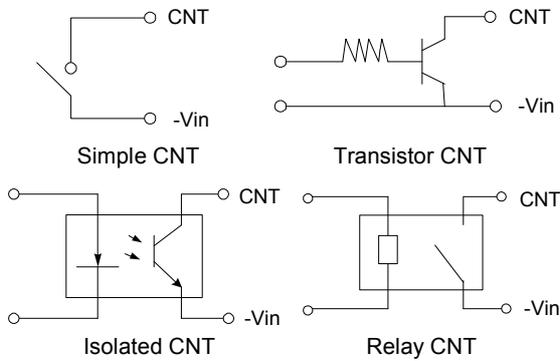 CNT
-Vin
Simple CNT
CNT
-Vin
Transistor CNT
CNT
-Vin
Isolated CNT
CNT
-Vin
Relay CNT